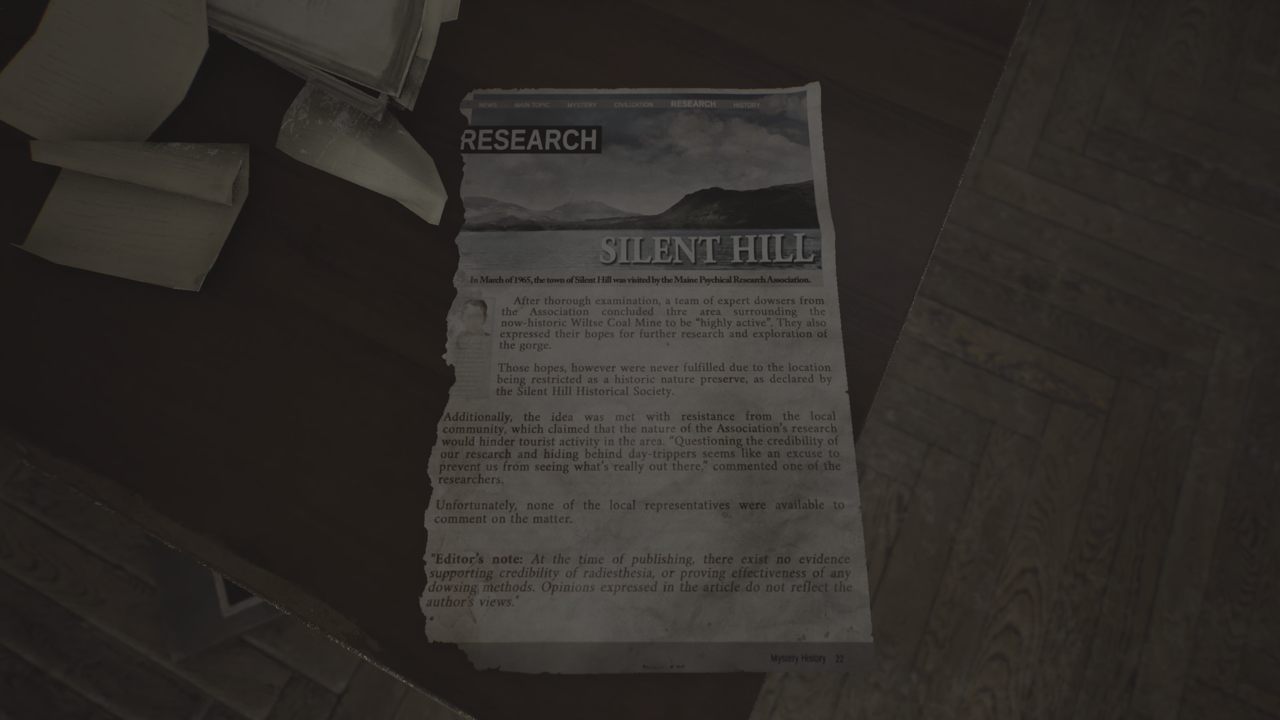 NEWS MAIN TOPIC MYSTERY CIVILIZATION RESEARCH HISTORY
RESEARCH
SILENT HILL
In March of 1965, the town of Silent Hill was visited by the Maine Psychical Research Association.
After thorough examination, a team of expert dowsers from
the Association concluded thre area surrounding the
now-historic Wiltse Coal Mine to be "highly active". They also
expressed their hopes for further research and exploration of
the gorge.
Those hopes, however were never fulfilled due to the location
being restricted as a historic nature preserve, as declared by
the Silent Hill Historical Society.
Additionally, the idea was met with resistance from the local
community, which claimed that the nature of the Association's research
would hinder tourist activity in the area. "Questioning the credibility of
our research and hiding behind day-trippers seems like an excuse to
prevent us from seeing what's really out there," commented one of the
researchers.
Unfortunately, none of the local representatives were available to
comment on the matter.
"Editor's note: At the time of publishing, there exist no evidence
supporting credibility of radiesthesia, or proving effectiveness of any
dowsing methods. Opinions expressed in the article do not reflect the
author's views."
Mystery History 22